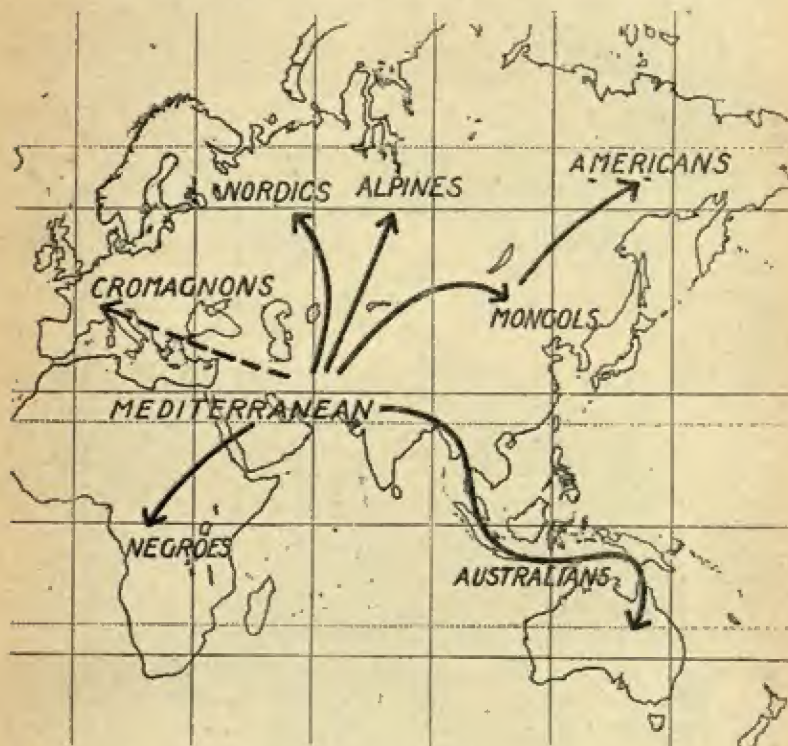 AMERICANS
NORDICS
ALPINES
CROMAGNONS
MONGOLS
MEDITERRANEAN
NEGROES
AUSTRALIANS